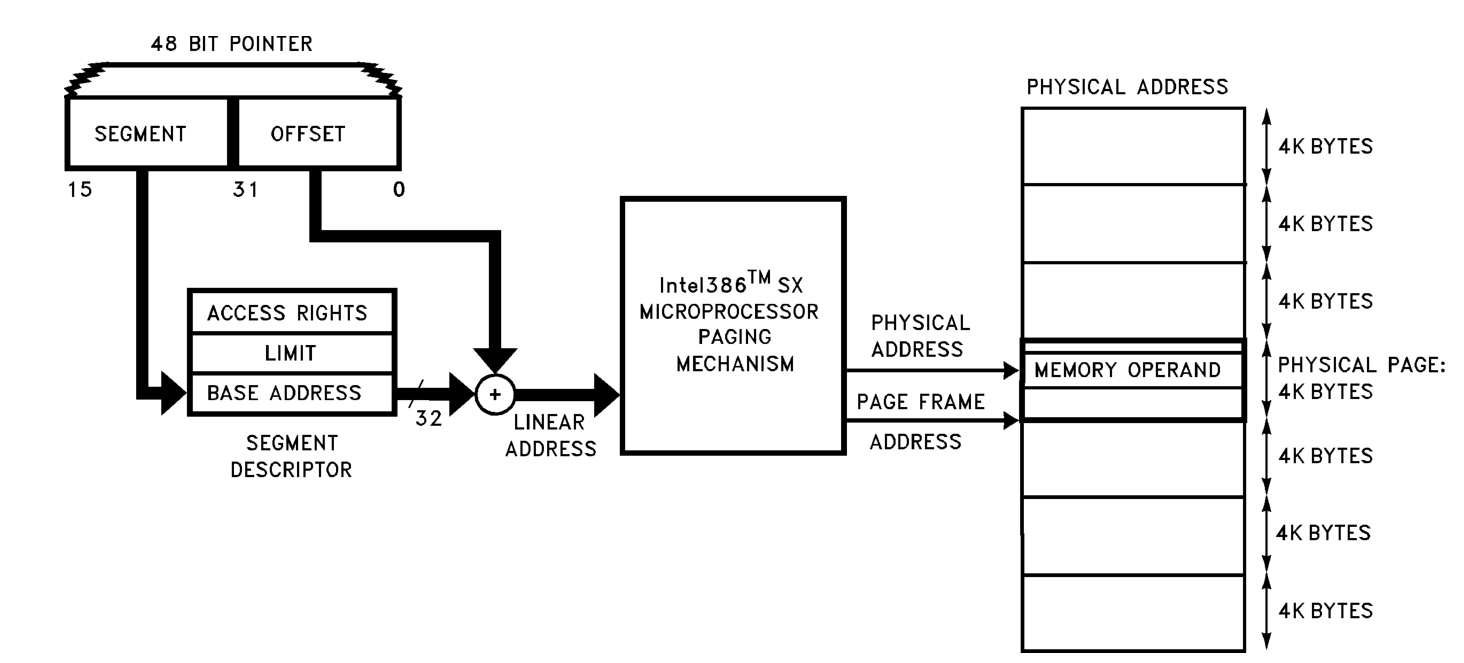 48 BIT POINTER
SEGMENT
OFFSET
15
31
0
ACCESS RIGHTS
LIMIT
BASE ADDRESS
SEGMENT
DESCRIPTOR
32
+
LINEAR
ADDRESS
Intel386TM SX
MICROPROCESSOR
PAGING
MECHANISM
PHYSICAL
ADDRESS
PAGE FRAME
ADDRESS
PHYSICAL ADDRESS
4K BYTES
4K BYTES
4K BYTES
MEMORY OPERAND
PHYSICAL PAGE:
4K BYTES
4K BYTES
4K BYTES
4K BYTES